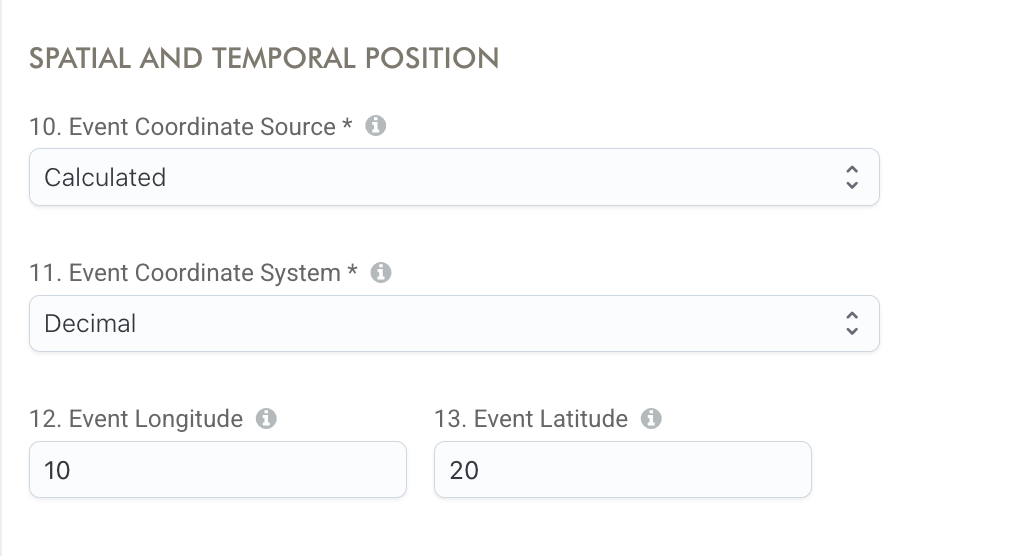 SPATIAL AND TEMPORAL POSITION
10. Event Coordinate Source *
Calculated
11. Event Coordinate System *
Decimal
12. Event Longitude 13. Event Latitude
10 20